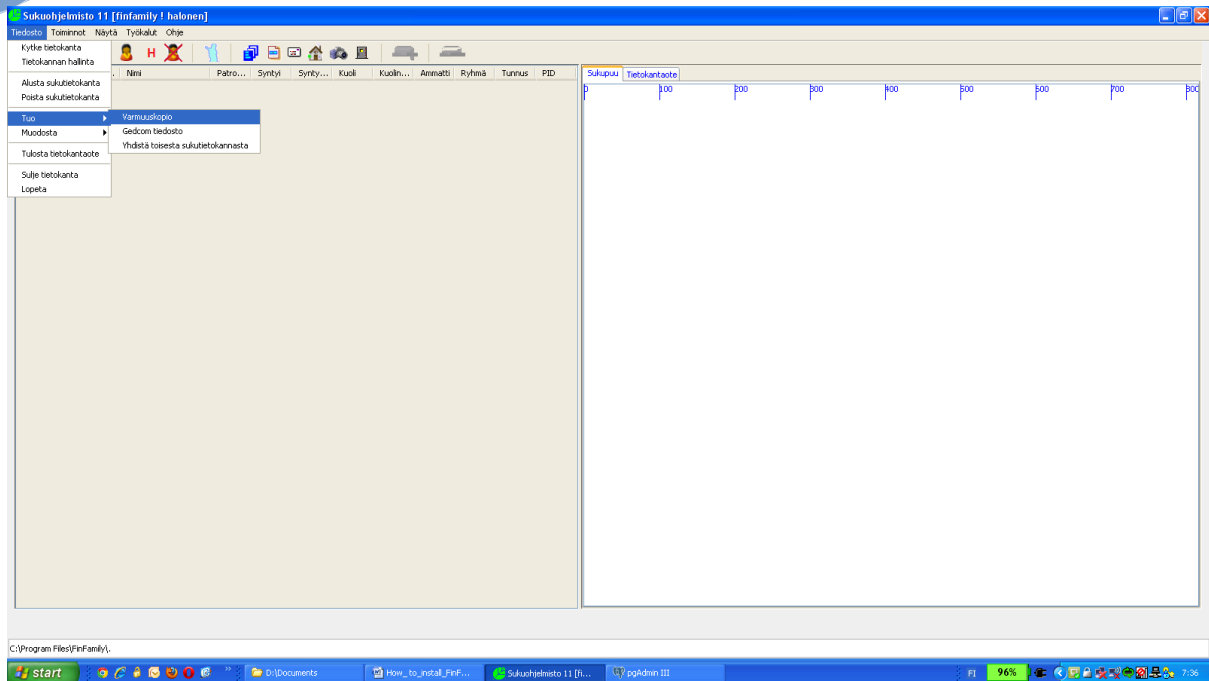 Sukuohjelmisto 11 [finfamily ! halonen]
Tiedosto Toiminnot Näytä Työkalut Ohje
Kytke tietokanta
Tietokannan hallinta
Alusta sukutietokanta
Poista sukutietokanta
Tuo
Muodosta
Tulosta tietokantaote
Sulje tietokanta
Lopeta
Varmuuskopio
Gedcom tiedosto
Yhdistä toisesta sukutietokannasta
H
. Nimi Patro... Syntyi Synty... Kuoli Kuolin... Ammatti Ryhmä Tunnus PID
Sukupuu Tietokantaote
0 100 200 300 400 500 600 700 800
C:\Program Files\FinFamily\.
start D:\Documents How_to_install_FinF... Sukuohjelmisto 11 [fi... pgAdmin III FI 96% 7:36